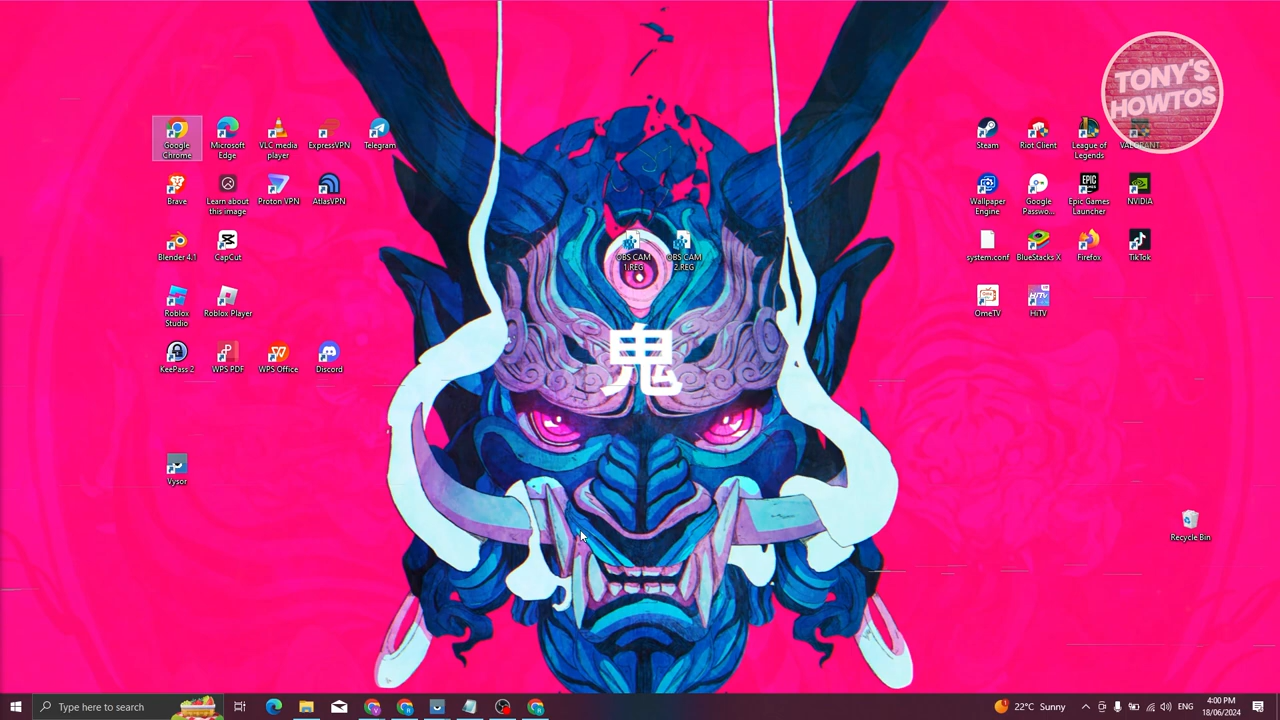 TONY'S
HOWTOS
Google
Chrome
Microsoft
Edge
VLC media
player
ExpressVPN
Telegram
Steam
Riot Client
League of
Legends
VALORANT
Brave
Learn about
this image
Proton VPN
AtlasVPN
Wallpaper
Engine
Google
Passwo...
EPIC
GAMES
Epic Games
Launcher
NVIDIA
Blender 4.1
CapCut
OBS CAM
1.REG
OBS CAM
2.REG
system.conf
BlueStacks X
Firefox
TikTok
Roblox
Studio
Roblox Player
OmeTV
HiTV
鬼
KeePass 2
WPS PDF
WPS Office
Discord
Vysor
Recycle Bin
Type here to search
22°C Sunny
ENG
4:00 PM
18/06/2024